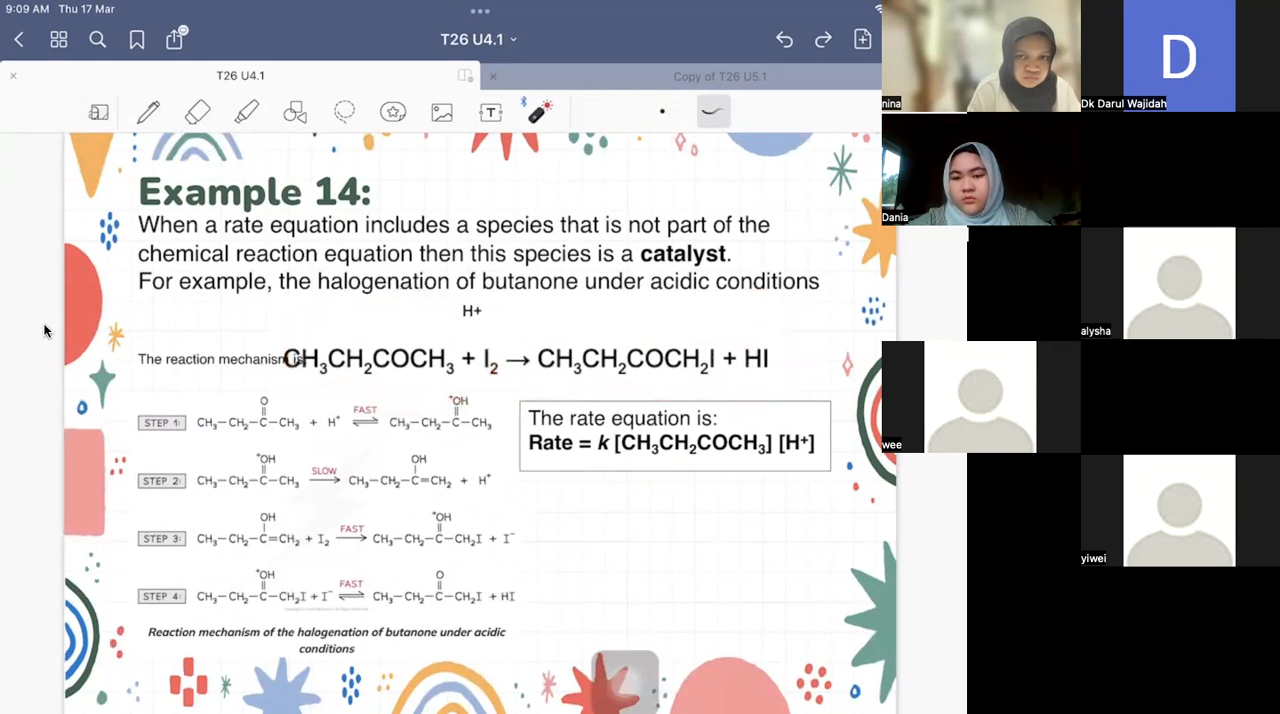 9:09 AM Thu 17 Mar
T26 U4.1
T26 U4.1
Copy of T26 U5.1
T
Example 14:
When a rate equation includes a species that is not part of the
chemical reaction equation then this species is a catalyst.
For example, the halogenation of butanone under acidic conditions
H+
The reaction mechanism is
CH₃CH₂COCH₃ + I₂ → CH₃CH₂COCH₂I + HI
The rate equation is:
Rate = k [CH₃CH₂COCH₃] [H⁺]
O
⁺OH
STEP 1: CH₃–CH₂–C–CH₃ + H⁺ FAST ⇌ CH₃–CH₂–C–CH₃
⁺OH
OH
STEP 2: CH₃–CH₂–C–CH₃ SLOW → CH₃–CH₂–C=CH₂ + H⁺
OH
⁺OH
STEP 3: CH₃–CH₂–C=CH₂ + I₂ FAST → CH₃–CH₂–C–CH₂I + I⁻
⁺OH
O
STEP 4: CH₃–CH₂–C–CH₂I + I⁻ FAST ⇌ CH₃–CH₂–C–CH₂I + HI
Reaction mechanism of the halogenation of butanone under acidic
conditions
nina
D
Dk Darul Wajidah
Dania
alysha
wee
yiwei